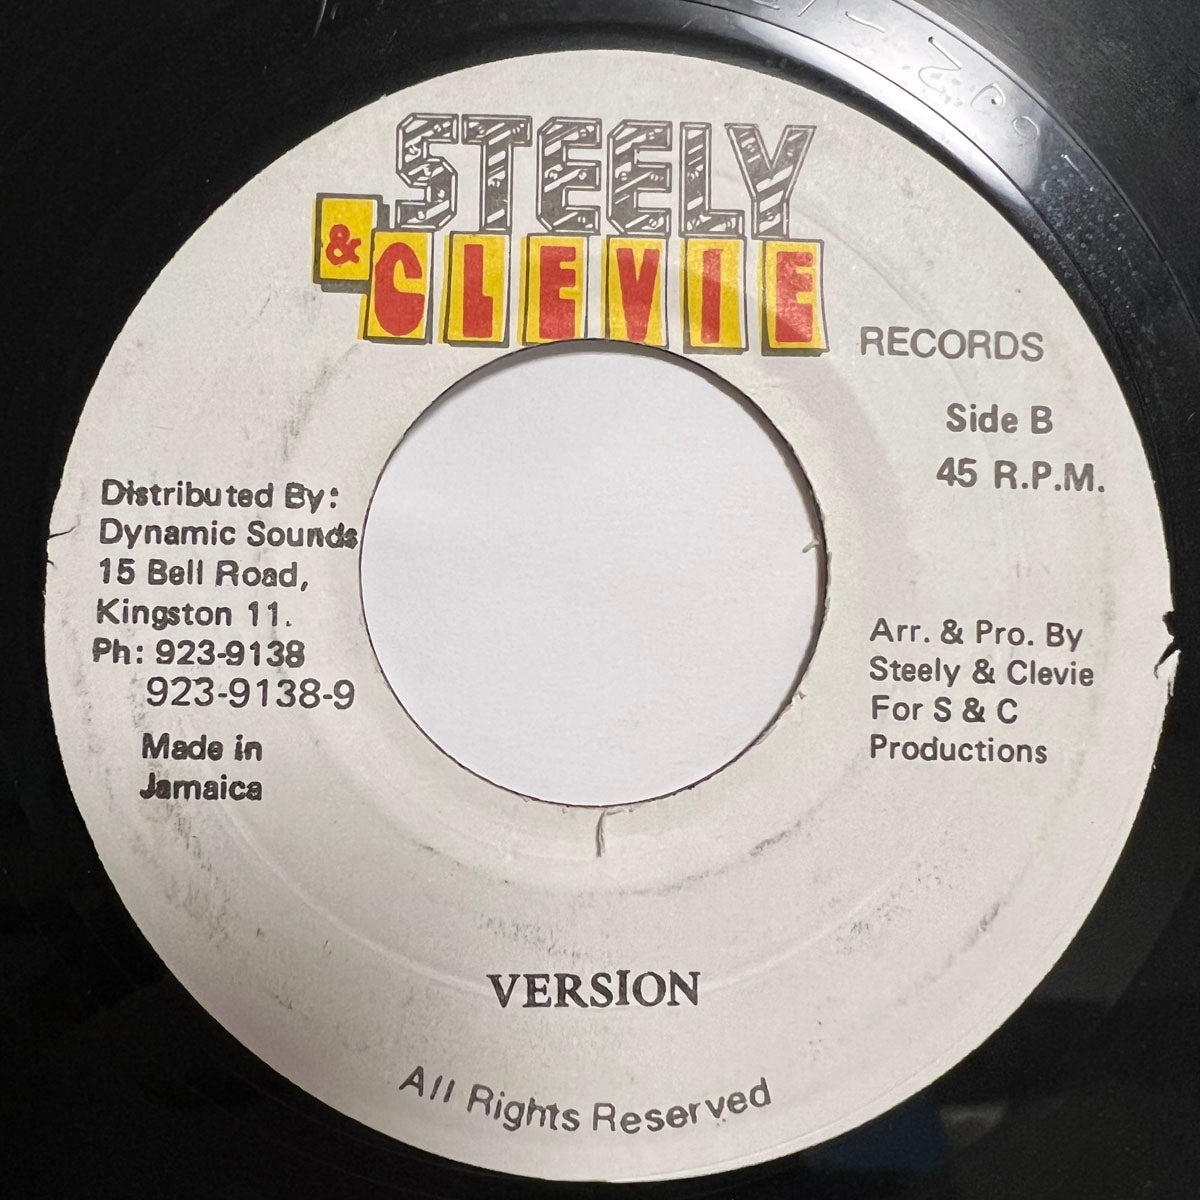 STEELY
& CLEVIE
RECORDS
Side B
45 R.P.M.
Distributed By:
Dynamic Sounds
15 Bell Road,
Kingston 11.
Ph: 923-9138
923-9138-9
Made in
Jamaica
Arr. & Pro. By
Steely & Clevie
For S & C
Productions
VERSION
All Rights Reserved